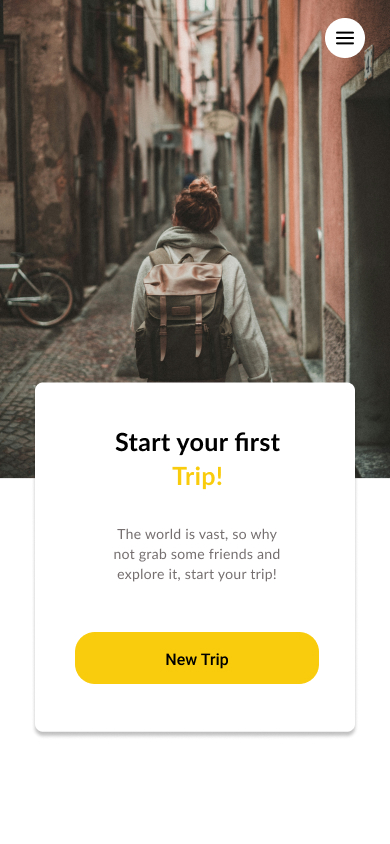 Start your first
Trip!
The world is vast, so why
not grab some friends and
explore it, start your trip!
New Trip